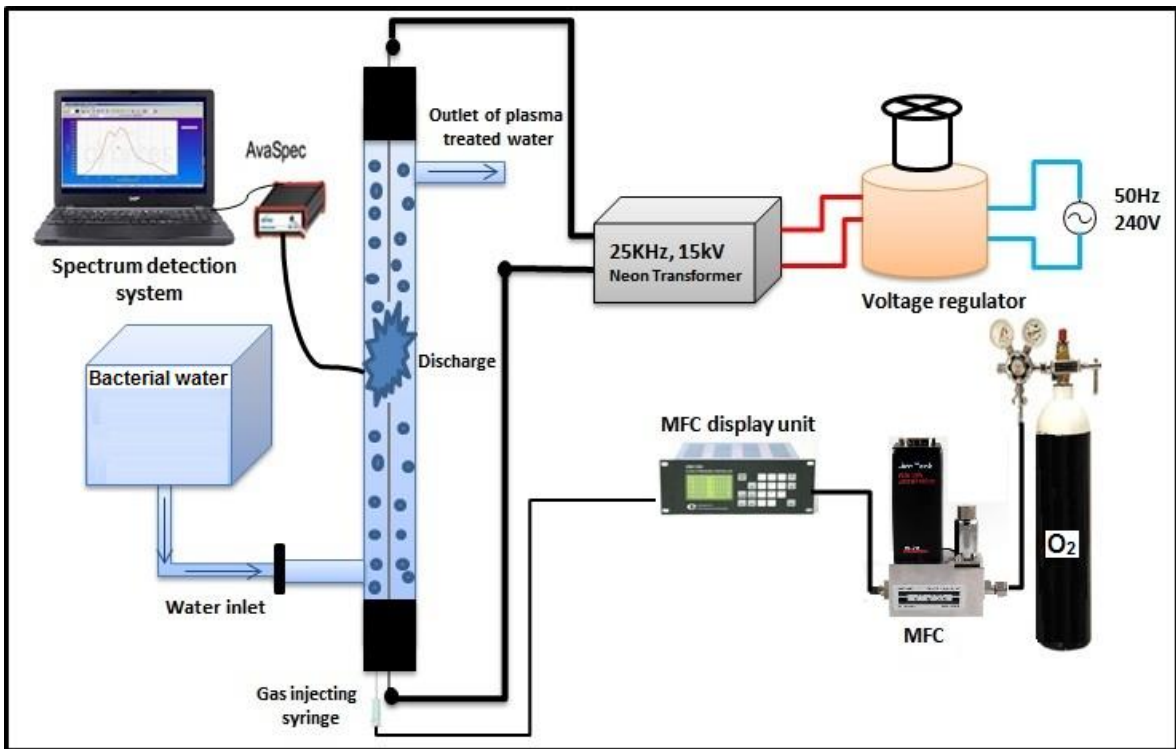 Outlet of plasma
treated water
AvaSpec
Spectrum detection
system
25KHz, 15kV
Neon Transformer
50Hz
240V
Voltage regulator
Bacterial water
Discharge
MFC display unit
Water inlet
O₂
MFC
Gas injecting
syringe